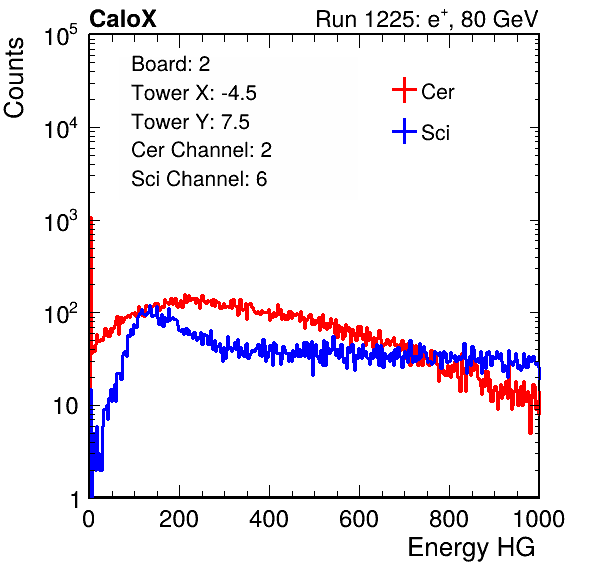 CaloX Run 1225: e⁺, 80 GeV
Counts
Board: 2
Tower X: -4.5
Tower Y: 7.5
Cer Channel: 2
Sci Channel: 6
Cer
Sci
10⁵
10⁴
10³
10²
10
1
0 200 400 600 800 1000
Energy HG